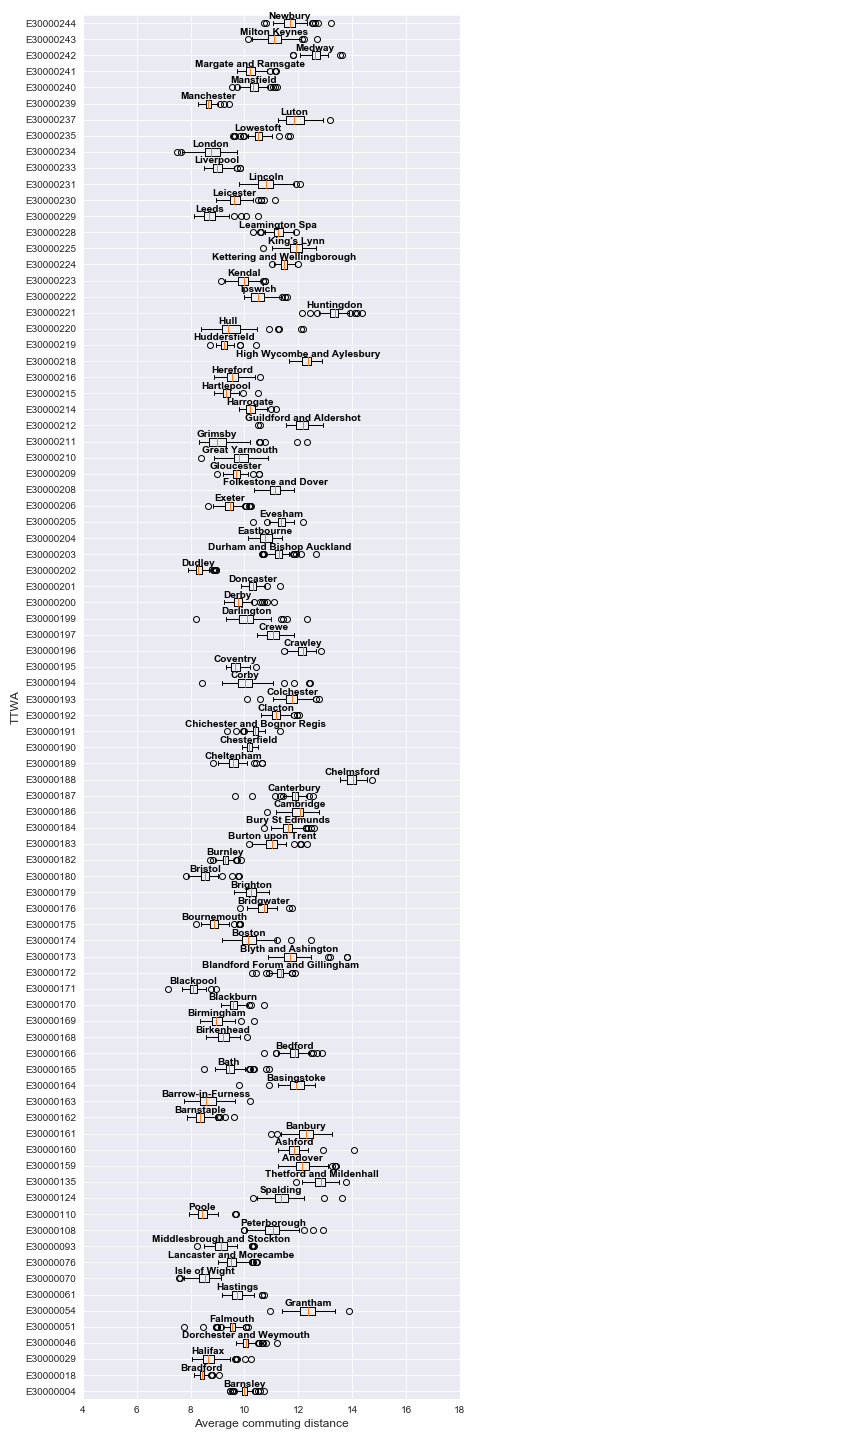 E30000244 Newbury
E30000243 Milton Keynes
E30000242 Medway
E30000241 Margate and Ramsgate
E30000240 Mansfield
E30000239 Manchester
E30000237 Luton
E30000235 Lowestoft
E30000234 London
E30000233 Liverpool
E30000231 Lincoln
E30000230 Leicester
E30000229 Leeds
E30000228 Leamington Spa
E30000225 King's Lynn
E30000224 Kettering and Wellingborough
E30000223 Kendal
E30000222 Ipswich
E30000221 Huntingdon
E30000220 Hull
E30000219 Huddersfield
E30000218 High Wycombe and Aylesbury
E30000216 Hereford
E30000215 Hartlepool
E30000214 Harrogate
E30000212 Guildford and Aldershot
E30000211 Grimsby
E30000210 Great Yarmouth
E30000209 Gloucester
E30000208 Folkestone and Dover
E30000206 Exeter
E30000205 Evesham
E30000204 Eastbourne
E30000203 Durham and Bishop Auckland
E30000202 Dudley
E30000201 Doncaster
E30000200 Derby
E30000199 Darlington
E30000197 Crewe
E30000196 Crawley
E30000195 Coventry
E30000194 Corby
E30000193 Colchester
E30000192 Clacton
E30000191 Chichester and Bognor Regis
E30000190 Chesterfield
E30000189 Cheltenham
E30000188 Chelmsford
E30000187 Canterbury
E30000186 Cambridge
E30000184 Bury St Edmunds
E30000183 Burton upon Trent
E30000182 Burnley
E30000180 Bristol
E30000179 Brighton
E30000176 Bridgwater
E30000175 Bournemouth
E30000174 Boston
E30000173 Blyth and Ashington
E30000172 Blandford Forum and Gillingham
E30000171 Blackpool
E30000170 Blackburn
E30000169 Birmingham
E30000168 Birkenhead
E30000166 Bedford
E30000165 Bath
E30000164 Basingstoke
E30000163 Barrow-in-Furness
E30000162 Barnstaple
E30000161 Banbury
E30000160 Ashford
E30000159 Andover
E30000135 Thetford and Mildenhall
E30000124 Spalding
E30000110 Poole
E30000108 Peterborough
E30000093 Middlesbrough and Stockton
E30000076 Lancaster and Morecambe
E30000070 Isle of Wight
E30000061 Hastings
E30000054 Grantham
E30000051 Falmouth
E30000046 Dorchester and Weymouth
E30000029 Halifax
E30000018 Bradford
E30000004 Barnsley
TTWA
4 6 8 10 12 14 16 18
Average commuting distance